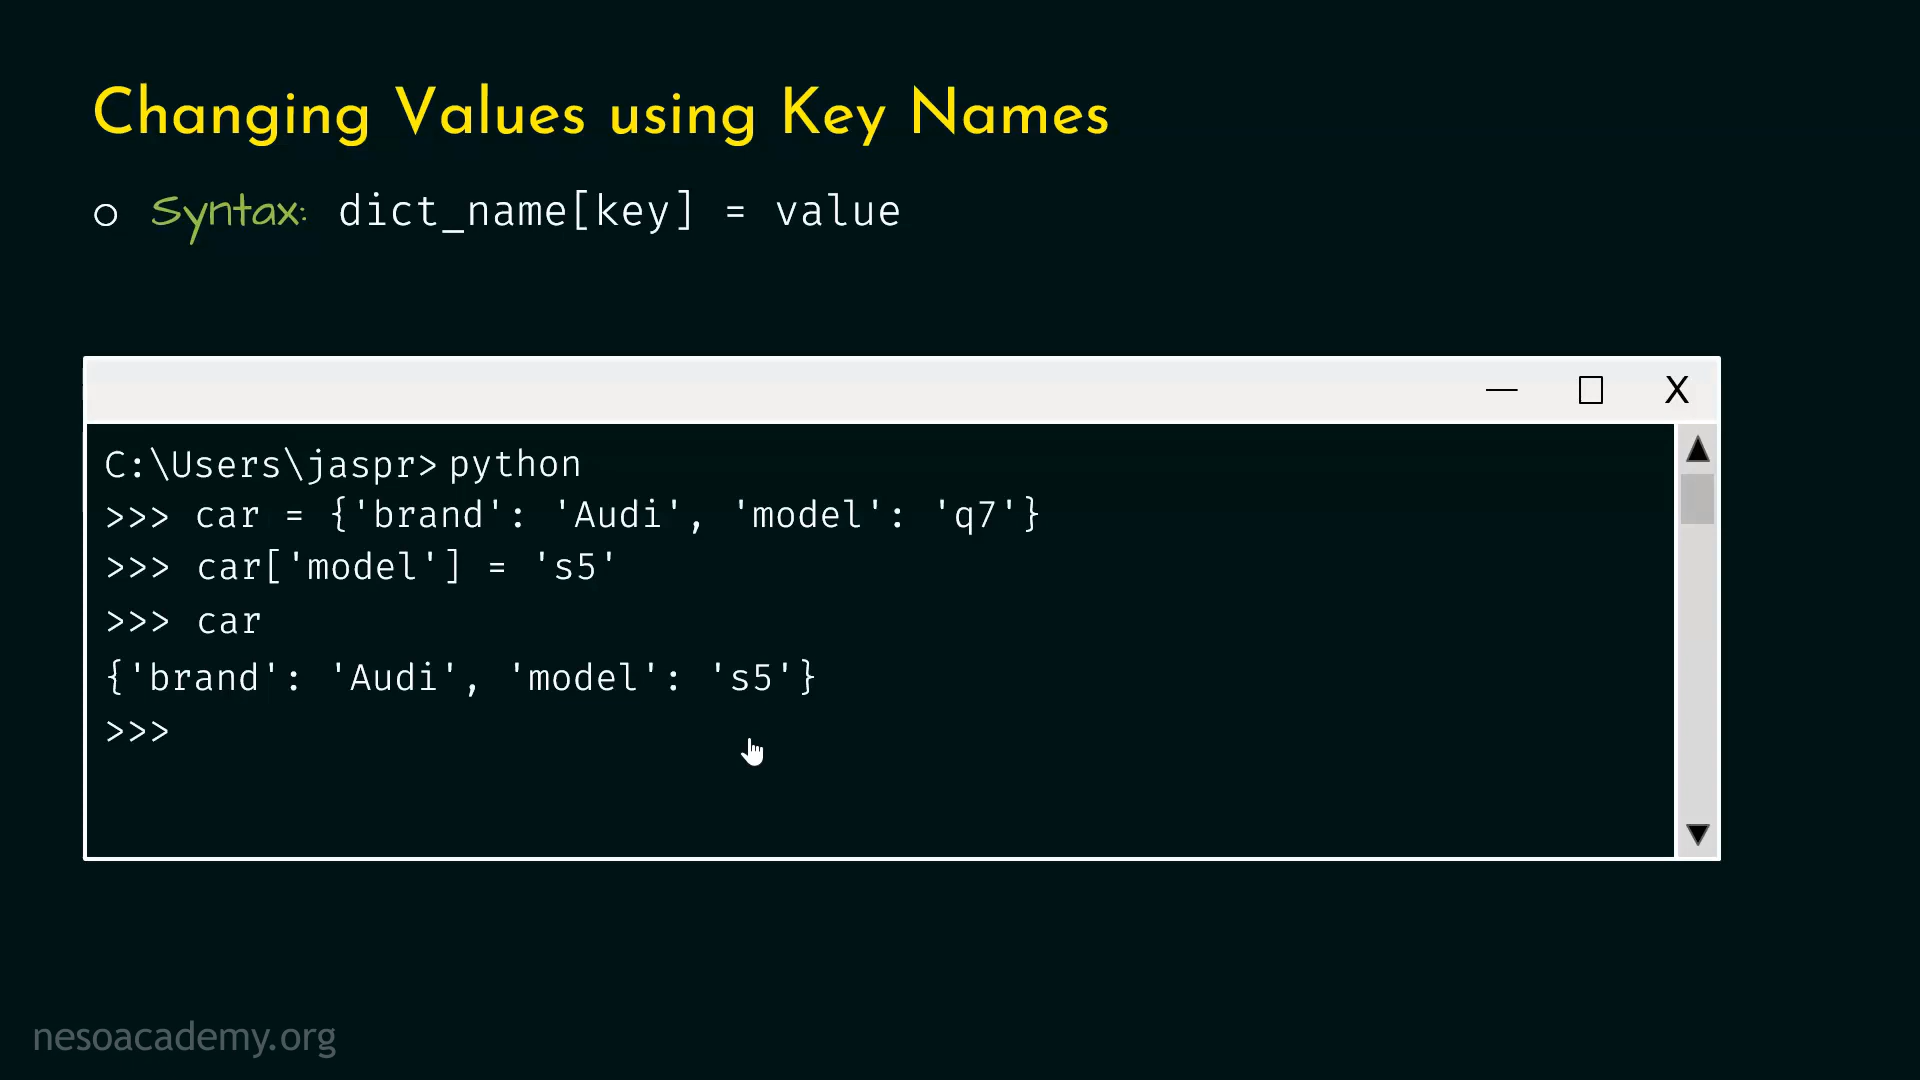 Changing Values using Key Names
Syntax: dict_name[key] = value
X
C:\Users\jaspr>python
>>> car = {'brand': 'Audi', 'model': 'q7'}
>>> car['model'] = 's5'
>>> car
{'brand': 'Audi', 'model': 's5'}
>>>
nesoacademy.org